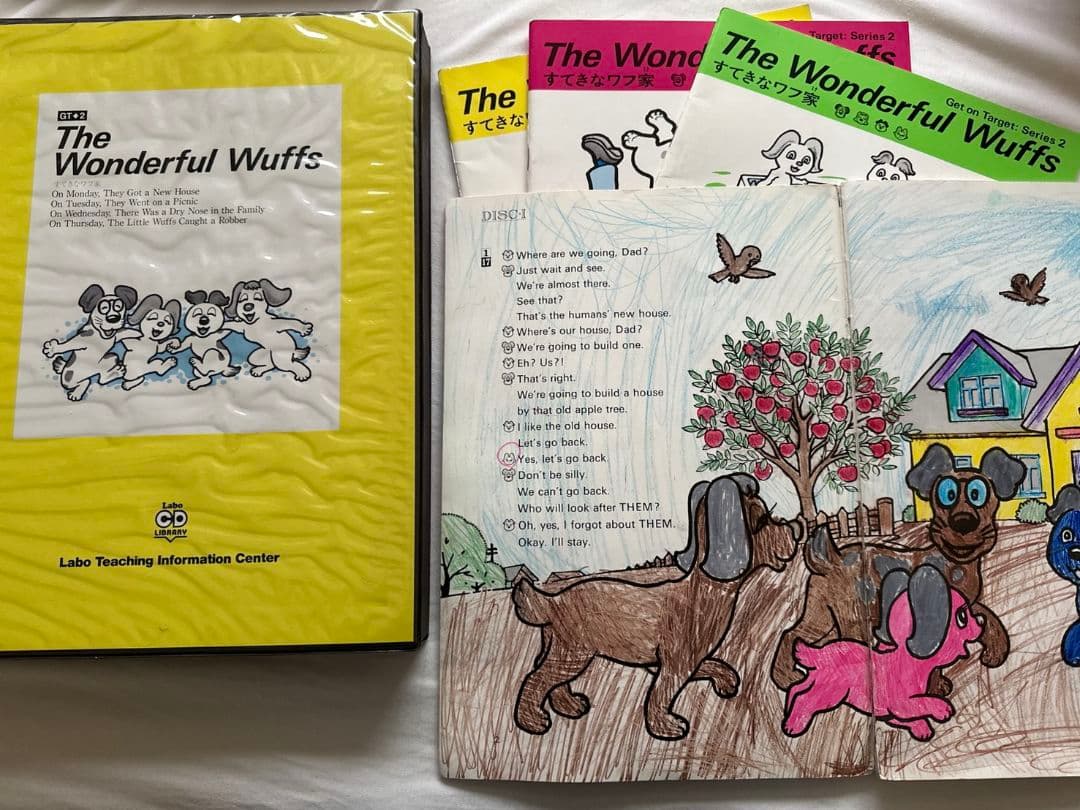 GT♦2
The
Wonderful Wuffs
すてきなワフ家
On Monday, They Got a New House
On Tuesday, They Went on a Picnic
On Wednesday, There Was a Dry Nose in the Family
On Thursday, The Little Wuffs Caught a Robber
Labo
CD
LIBRARY
Labo Teaching Information Center
The
すてきな
Target: Series 2
The Wond
ffs
すてきなワフ家
Get on Target: Series 2
The Wonderful Wuffs
すてきなワフ家
DISC-1
1
17
Where are we going, Dad?
Just wait and see.
We're almost there.
See that?
That's the humans' new house.
Where's our house, Dad?
We're going to build one.
Eh? Us?!
That's right.
We're going to build a house
by that old apple tree.
I like the old house.
Let's go back.
Yes, let's go back.
Don't be silly.
We can't go back.
Who will look after THEM?
Oh, yes, I forgot about THEM.
Okay. I'll stay.
2